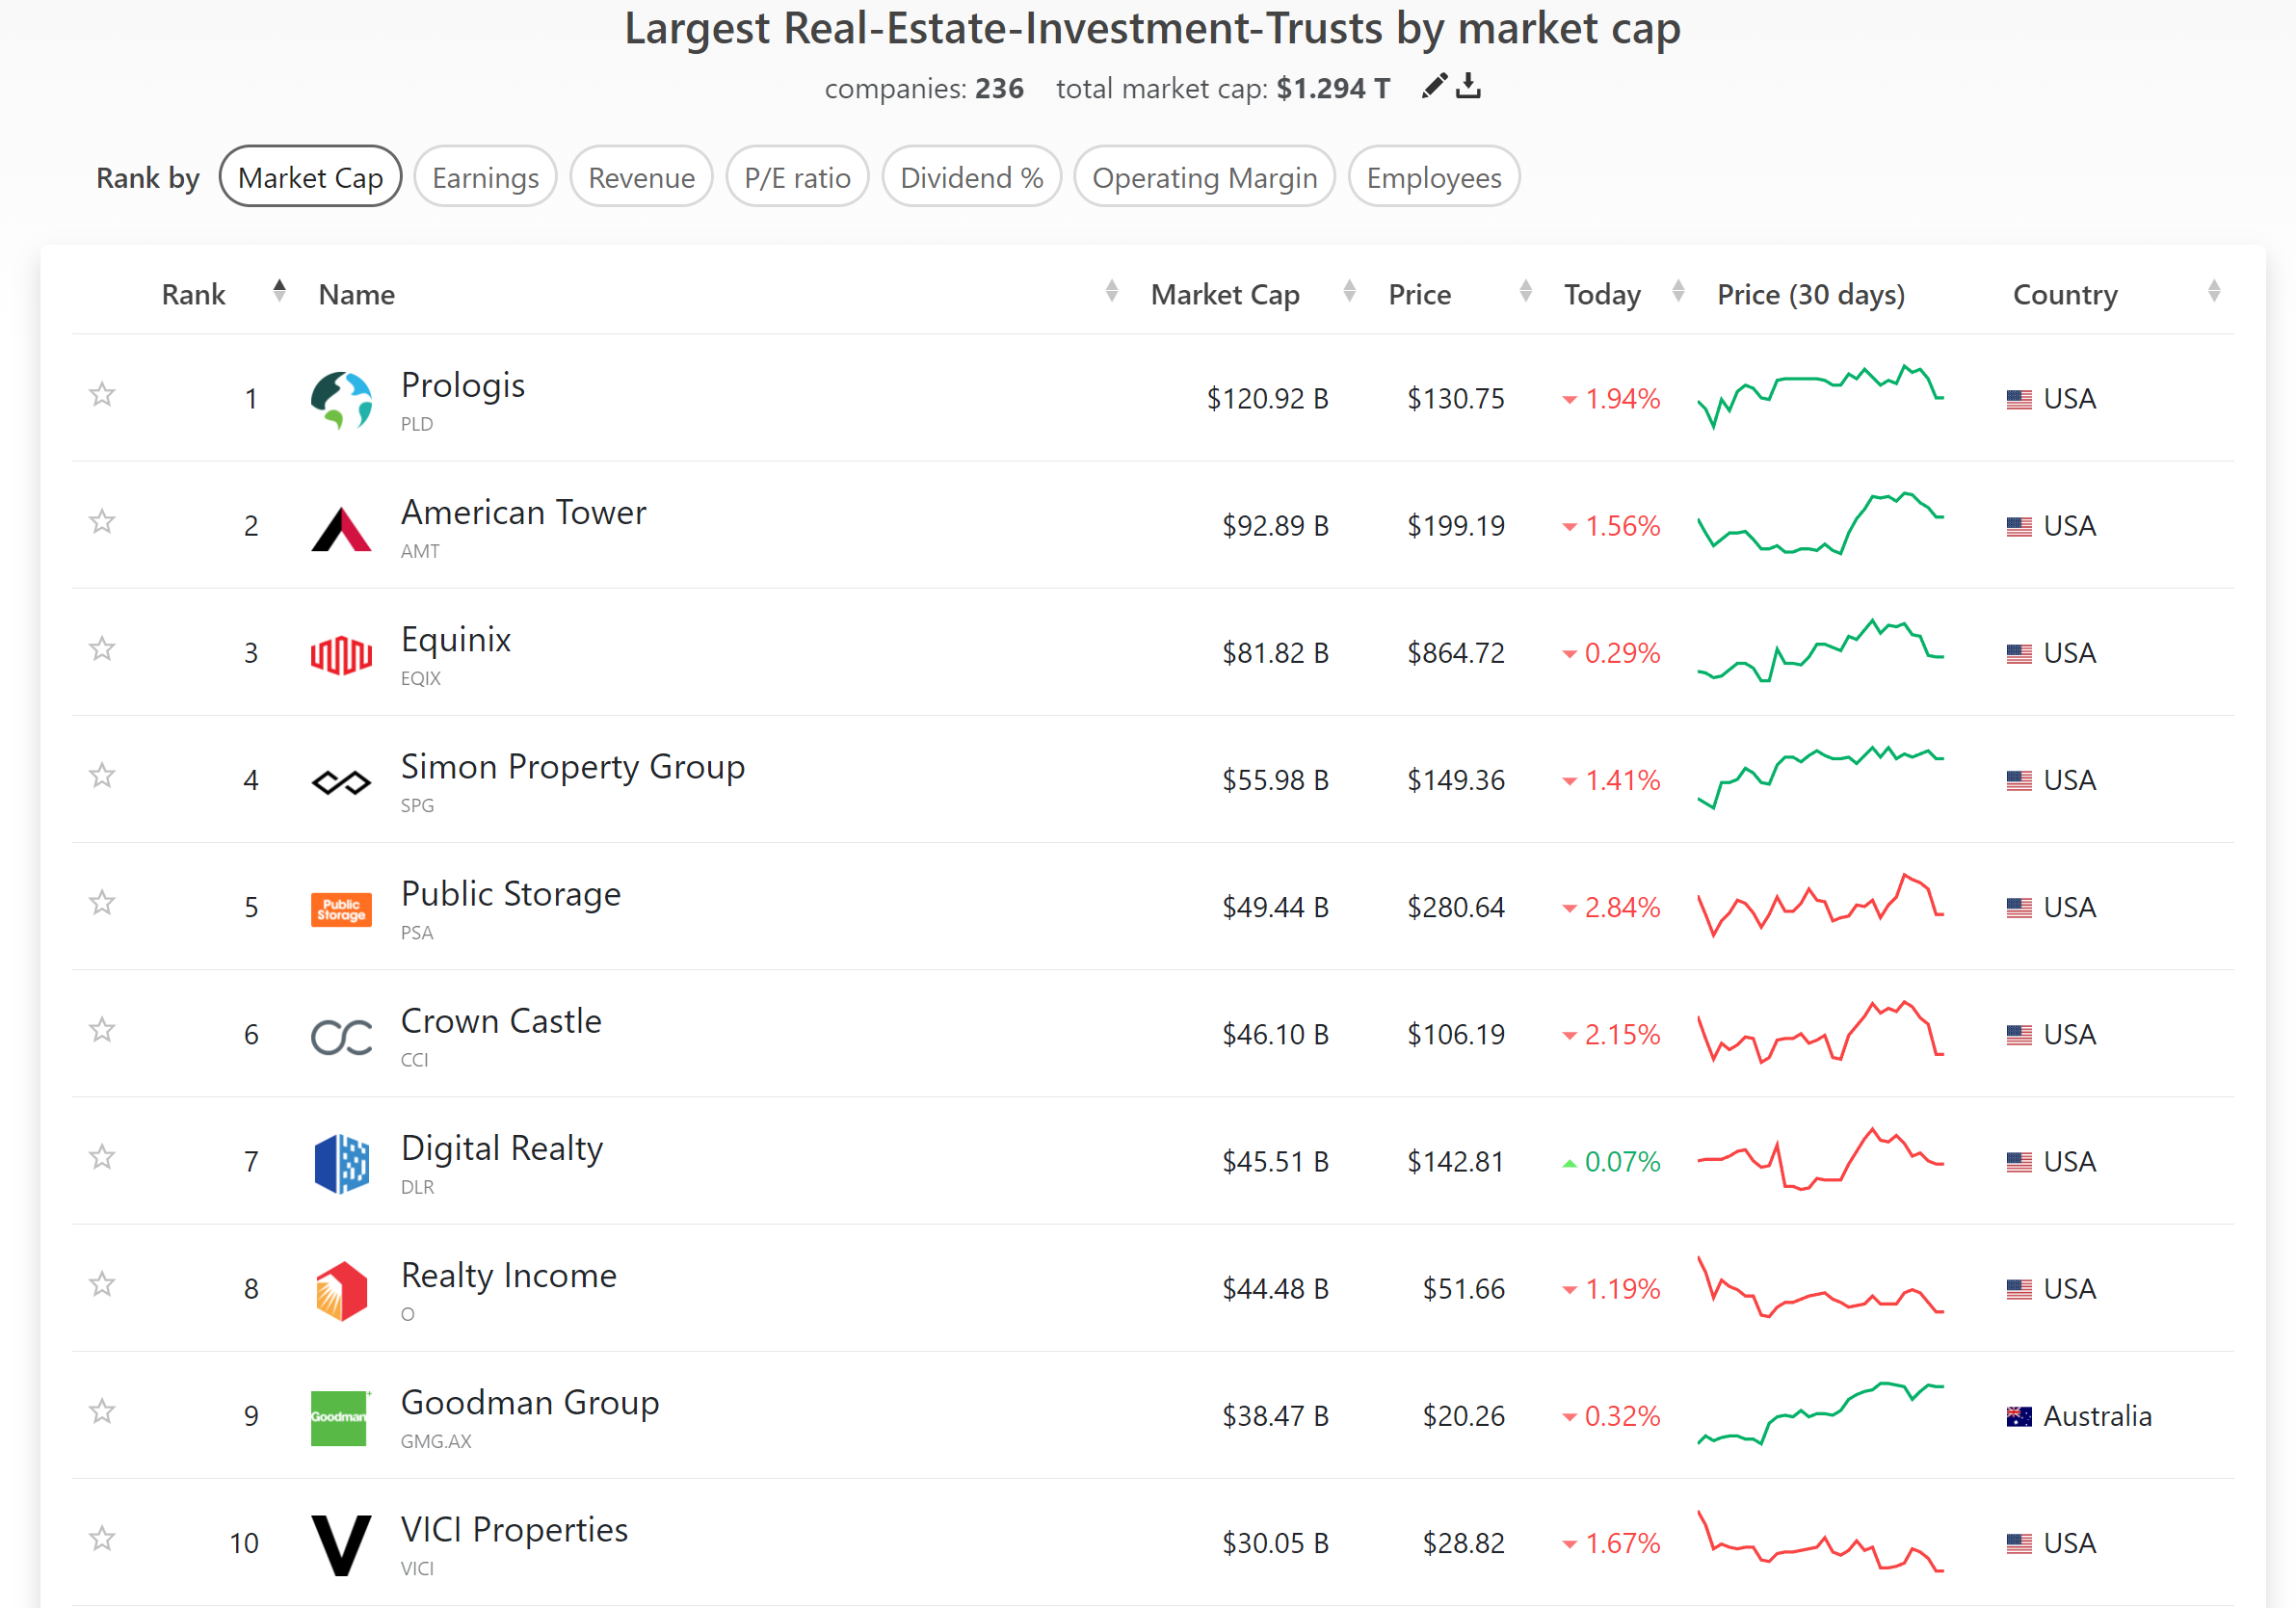 Largest Real-Estate-Investment-Trusts by market cap
companies: 236 total market cap: $1.294 T
Rank by Market Cap Earnings Revenue P/E ratio Dividend % Operating Margin Employees
Rank Name Market Cap Price Today Price (30 days) Country
1 Prologis $120.92 B $130.75 1.94% USA
PLD
2 American Tower $92.89 B $199.19 1.56% USA
AMT
3 Equinix $81.82 B $864.72 0.29% USA
EQIX
4 Simon Property Group $55.98 B $149.36 1.41% USA
SPG
5 Public Storage Public Storage $49.44 B $280.64 2.84% USA
PSA
6 Crown Castle $46.10 B $106.19 2.15% USA
CCI
7 Digital Realty $45.51 B $142.81 0.07% USA
DLR
8 Realty Income $44.48 B $51.66 1.19% USA
O
9 Goodman Goodman Group $38.47 B $20.26 0.32% Australia
GMG.AX
10 VICI Properties $30.05 B $28.82 1.67% USA
VICI